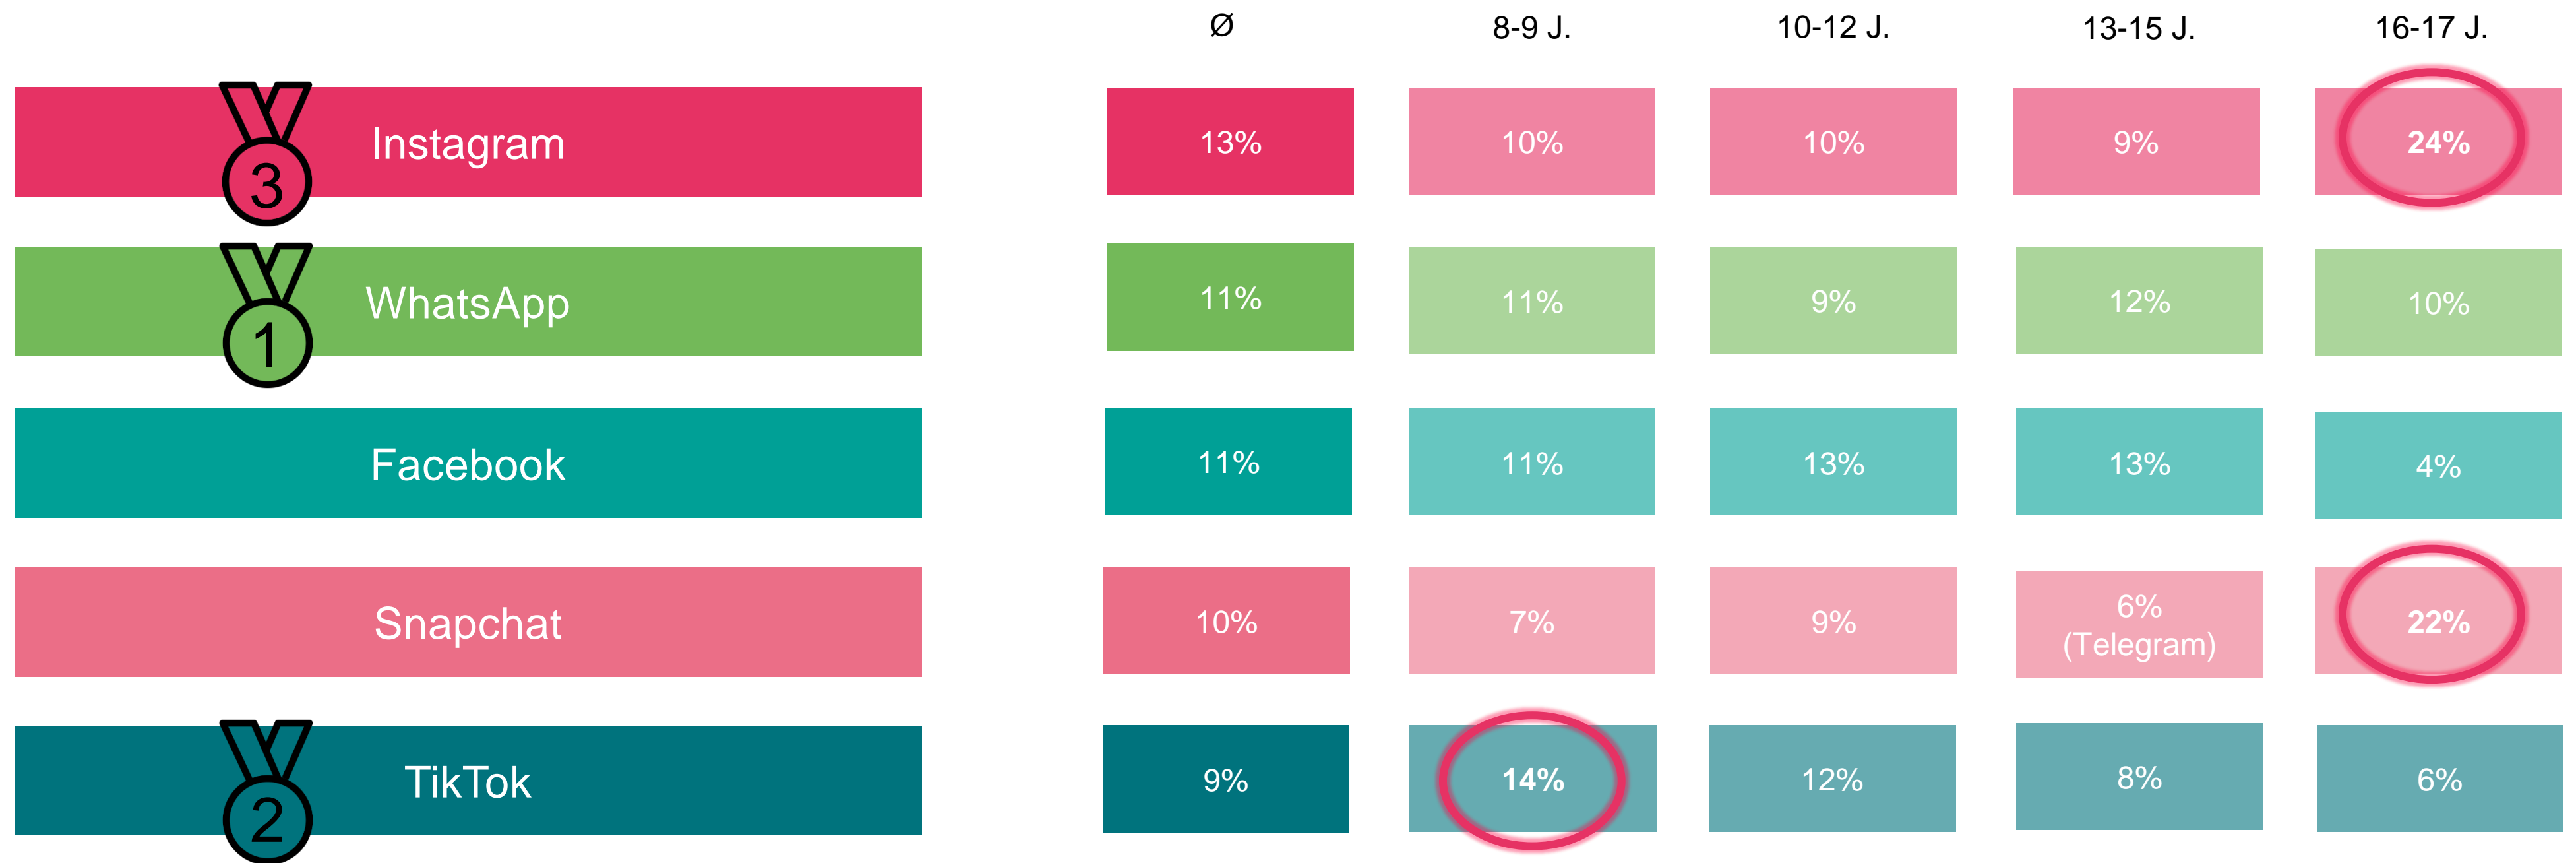 Ø 8-9 J. 10-12 J. 13-15 J. 16-17 J.
3 Instagram 13% 10% 10% 9% 24%
1 WhatsApp 11% 11% 9% 12% 10%
Facebook 11% 11% 13% 13% 4%
Snapchat 10% 7% 9% 6% 22%
(Telegram)
2 TikTok 9% 14% 12% 8% 6%